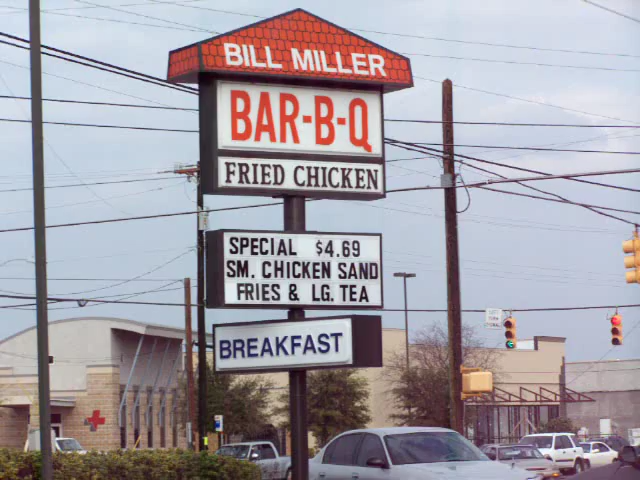 BILL MILLER
BAR-B-Q
FRIED CHICKEN
SPECIAL $4.69
SM. CHICKEN SAND
FRIES & LG. TEA
BREAKFAST